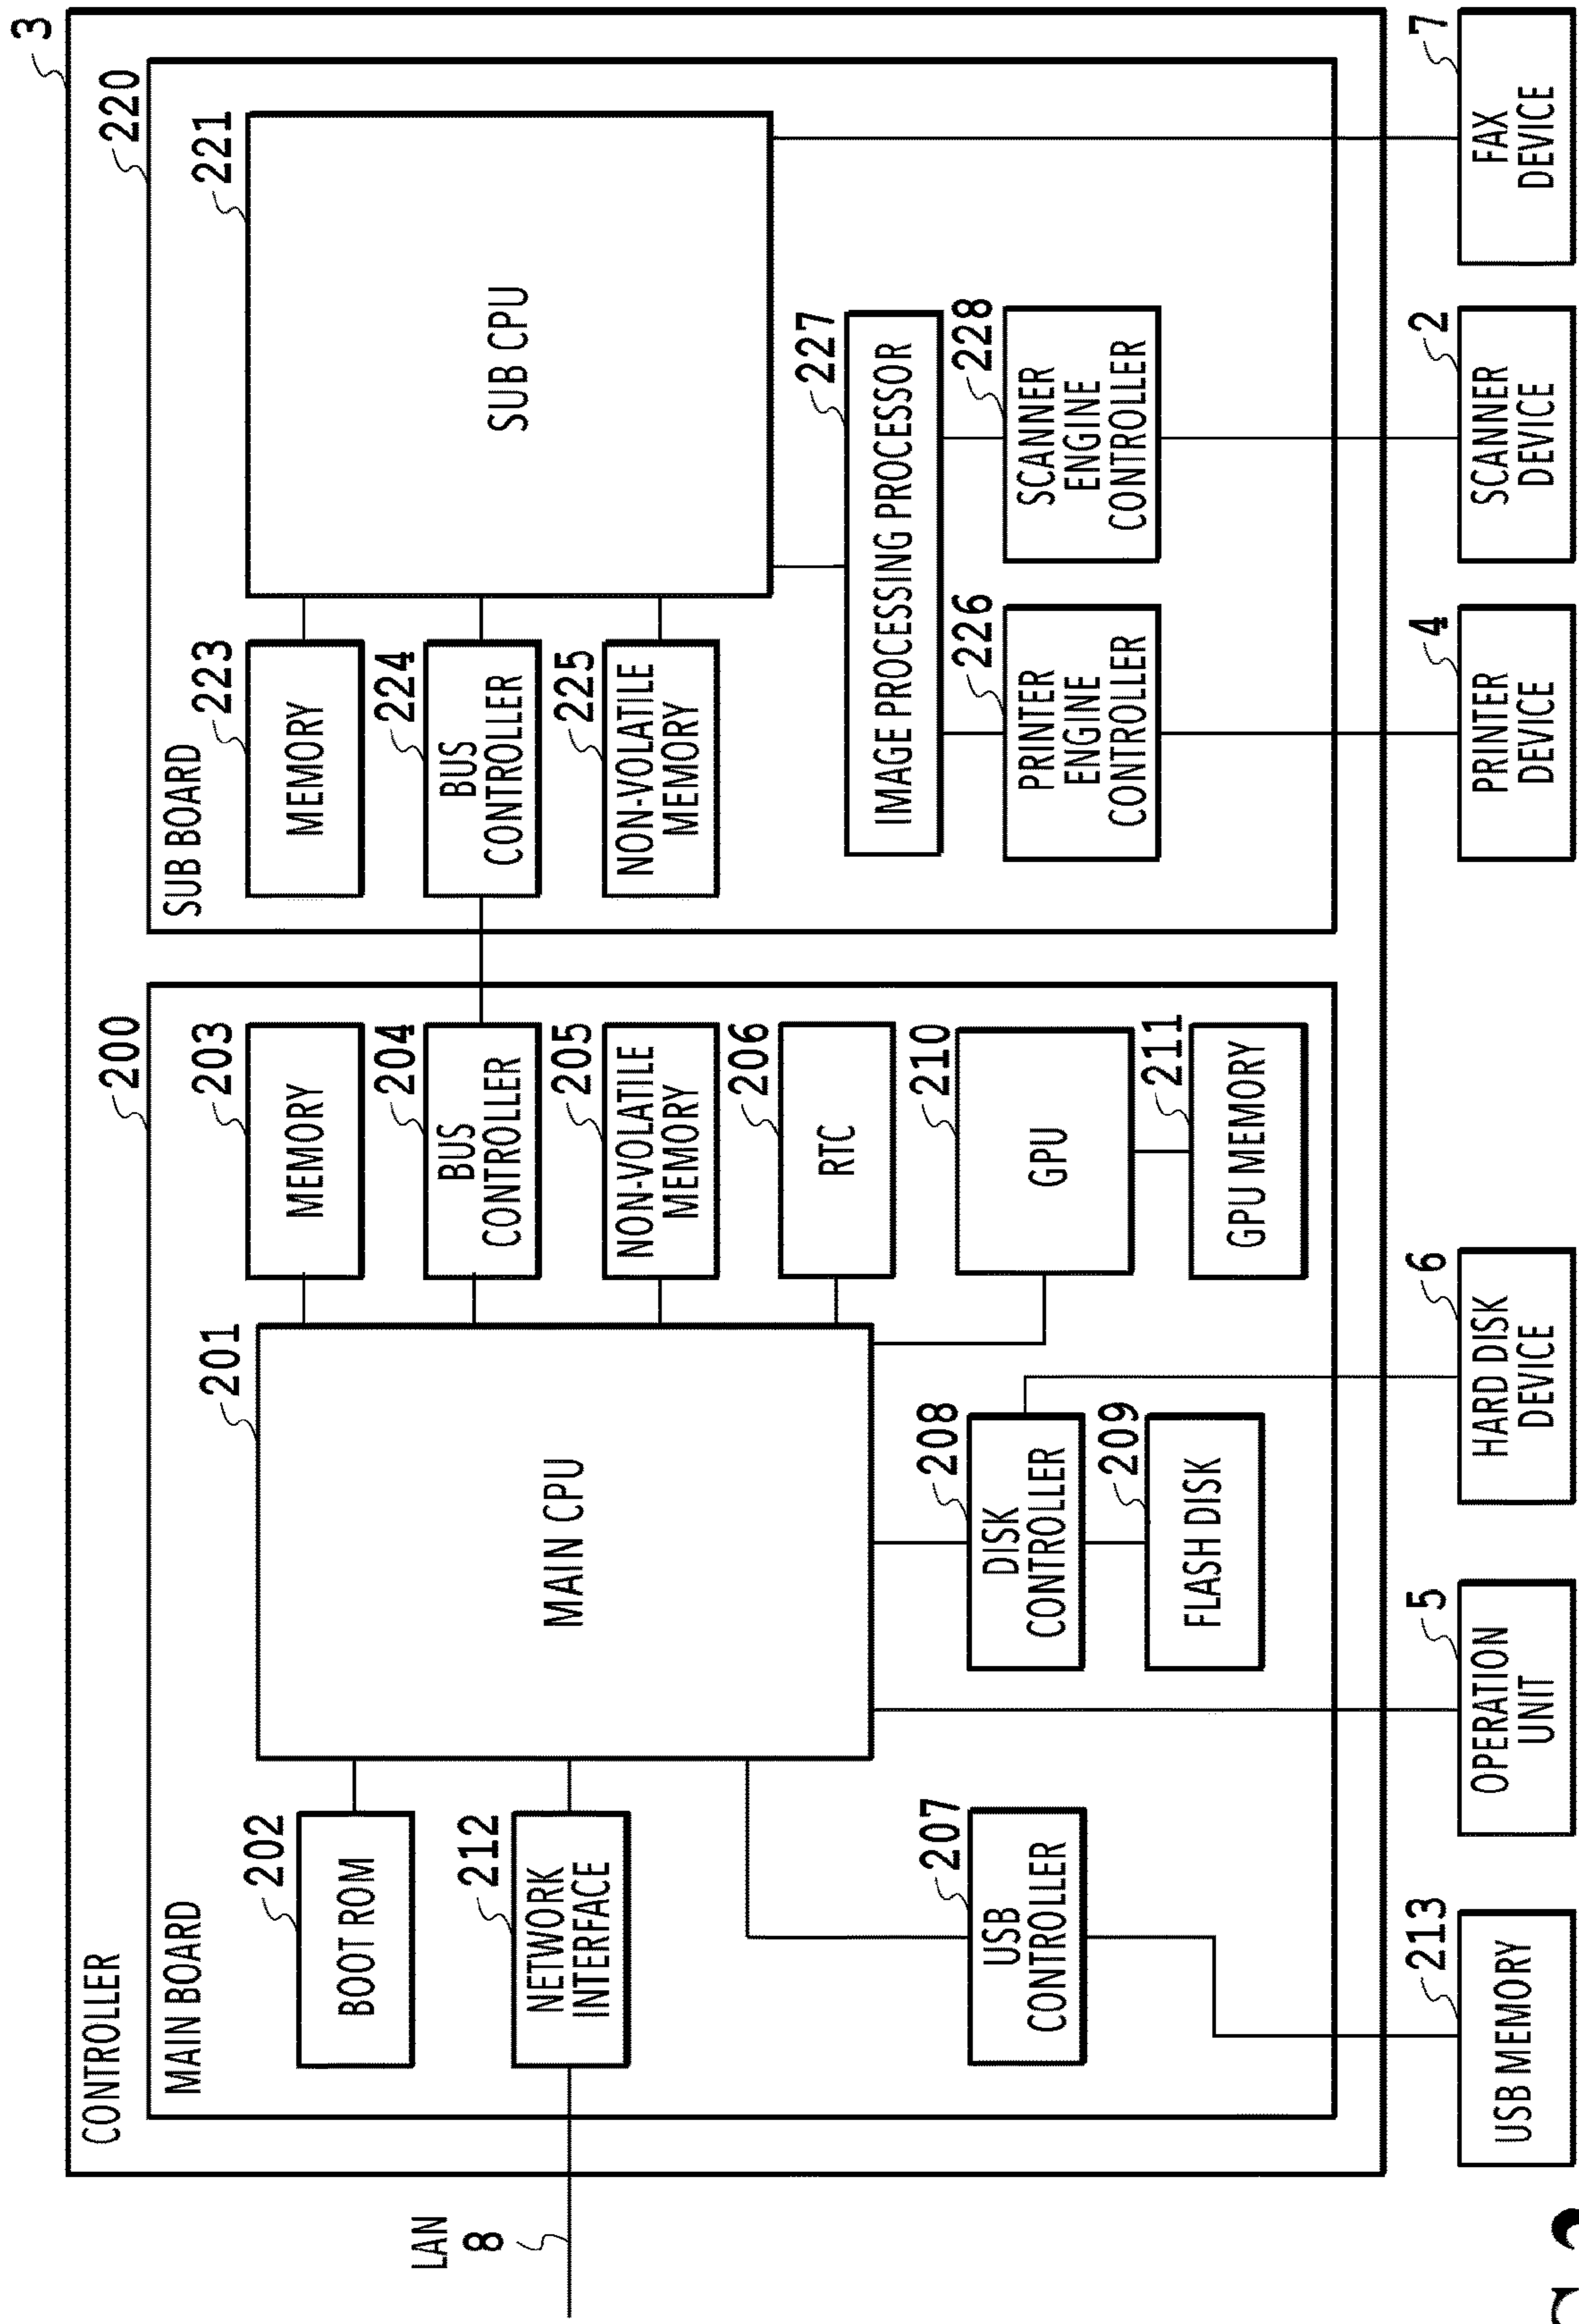 CONTROLLER
3
MAIN BOARD
200
SUB BOARD
220
BOOT ROM
202
NETWORK
INTERFACE
212
LAN
8
MAIN CPU
201
MEMORY
203
BUS
CONTROLLER
204
NON-VOLATILE
MEMORY
205
RTC
206
GPU
210
GPU MEMORY
211
DISK
CONTROLLER
208
FLASH DISK
209
USB
CONTROLLER
207
MEMORY
223
BUS
CONTROLLER
224
NON-VOLATILE
MEMORY
225
SUB CPU
221
IMAGE PROCESSING PROCESSOR
227
PRINTER
ENGINE
CONTROLLER
226
SCANNER
ENGINE
CONTROLLER
228
USB MEMORY
213
OPERATION
UNIT
5
HARD DISK
DEVICE
6
PRINTER
DEVICE
4
SCANNER
DEVICE
2
FAX
DEVICE
7